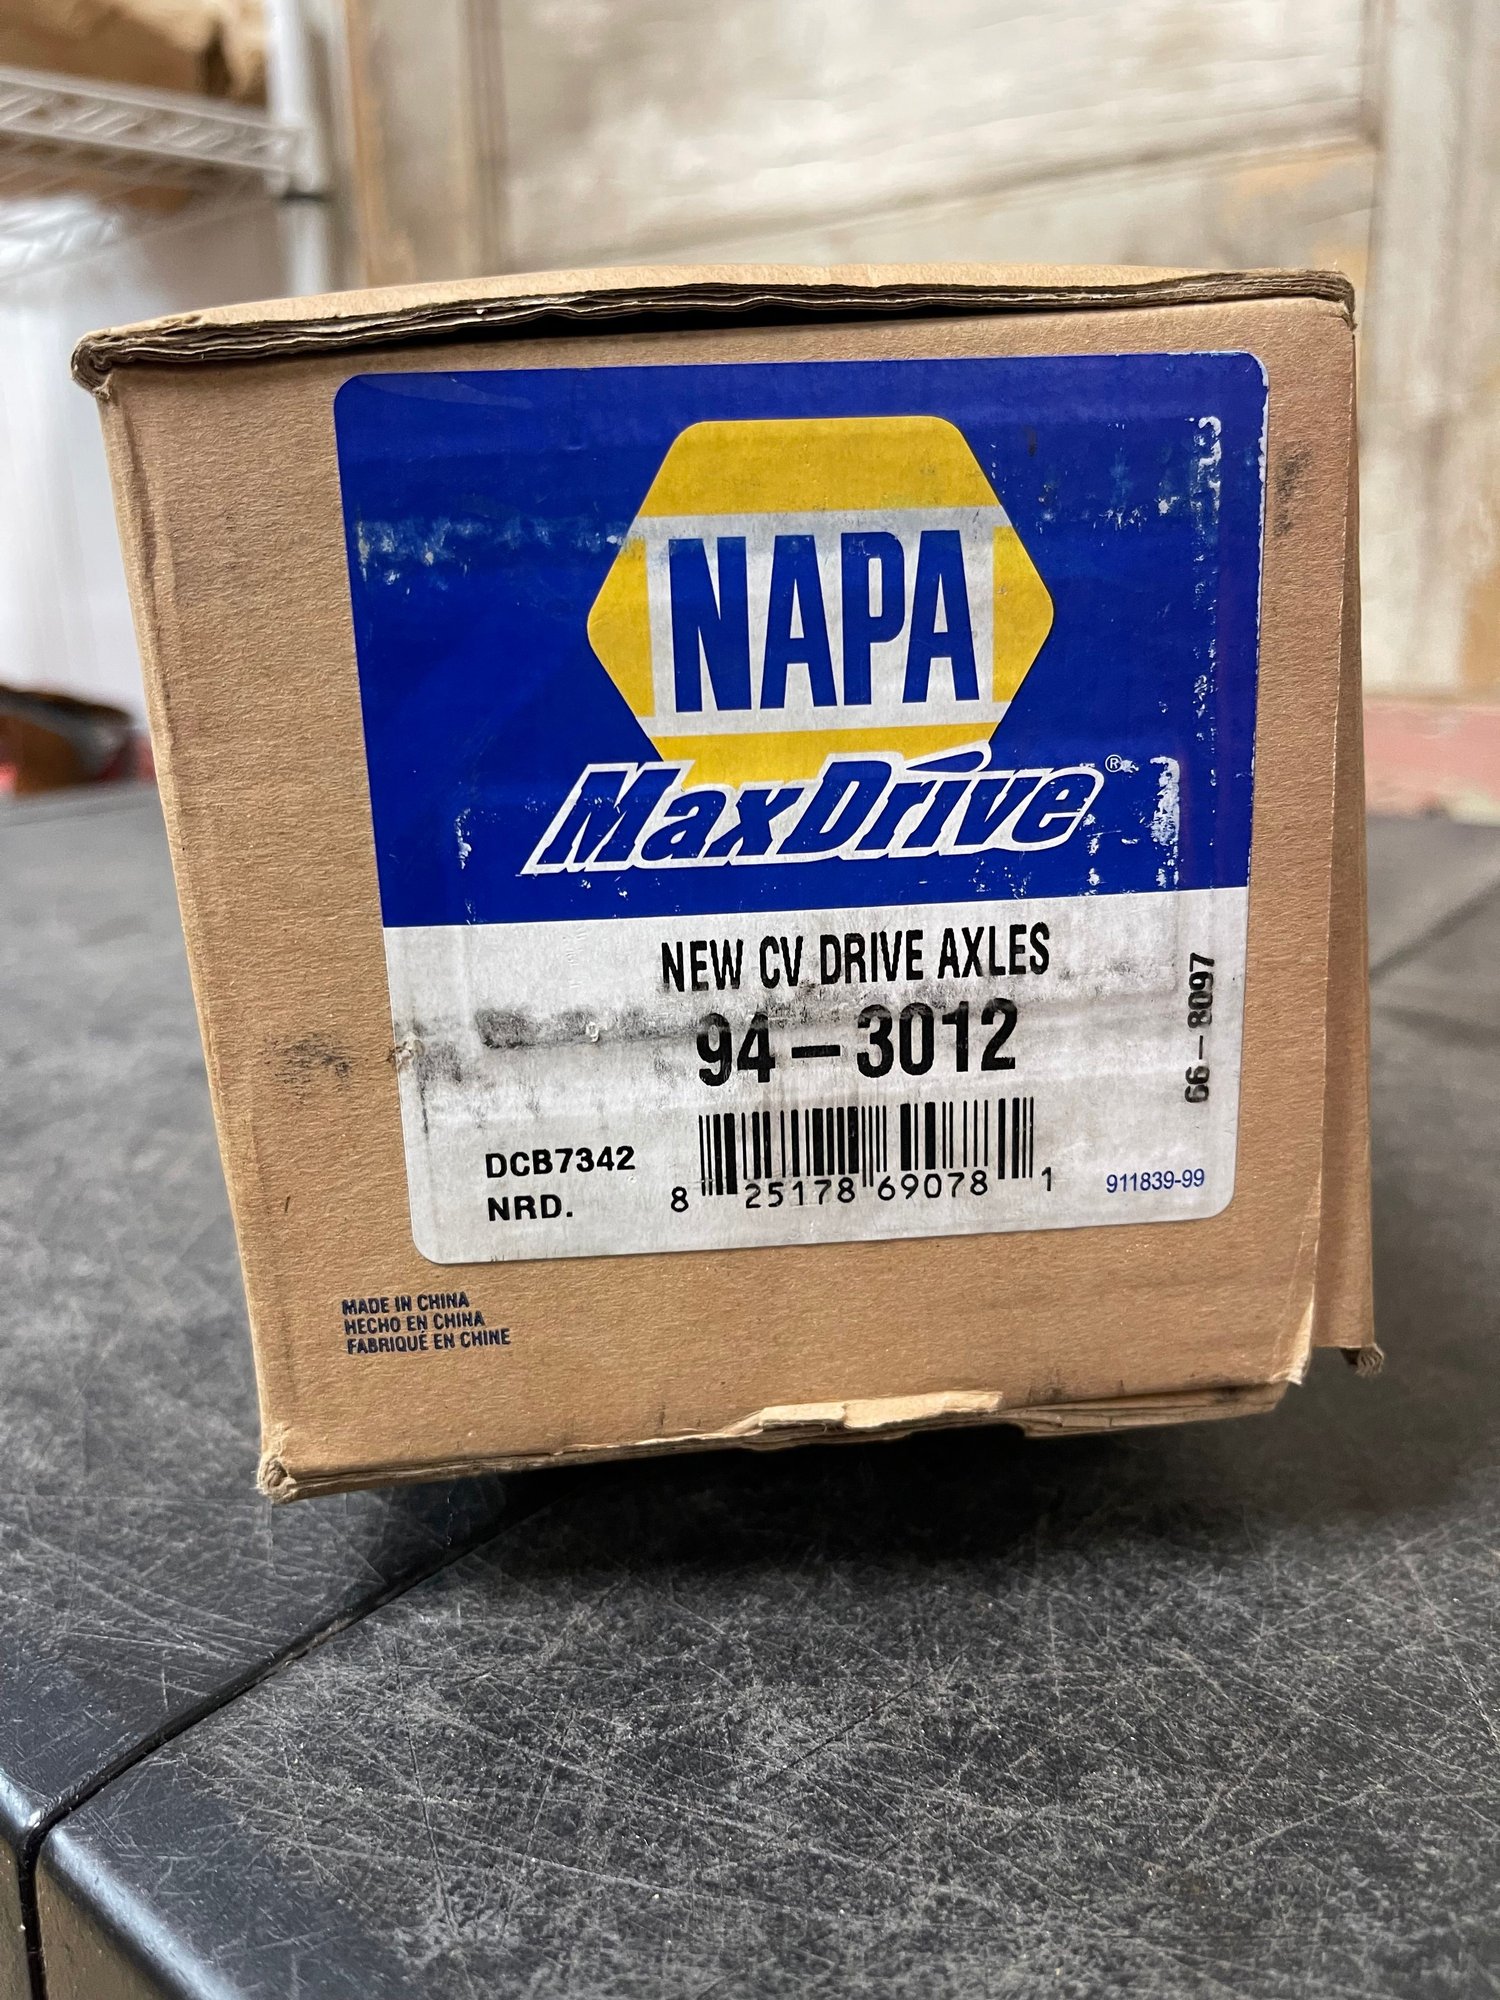 NAPA
MaxDrive®
NEW CV DRIVE AXLES
94-3012
66-8097
DCB7342
NRD.
8 25178 69078 1
911839-99
MADE IN CHINA
HECHO EN CHINA
FABRIQUÉ EN CHINE